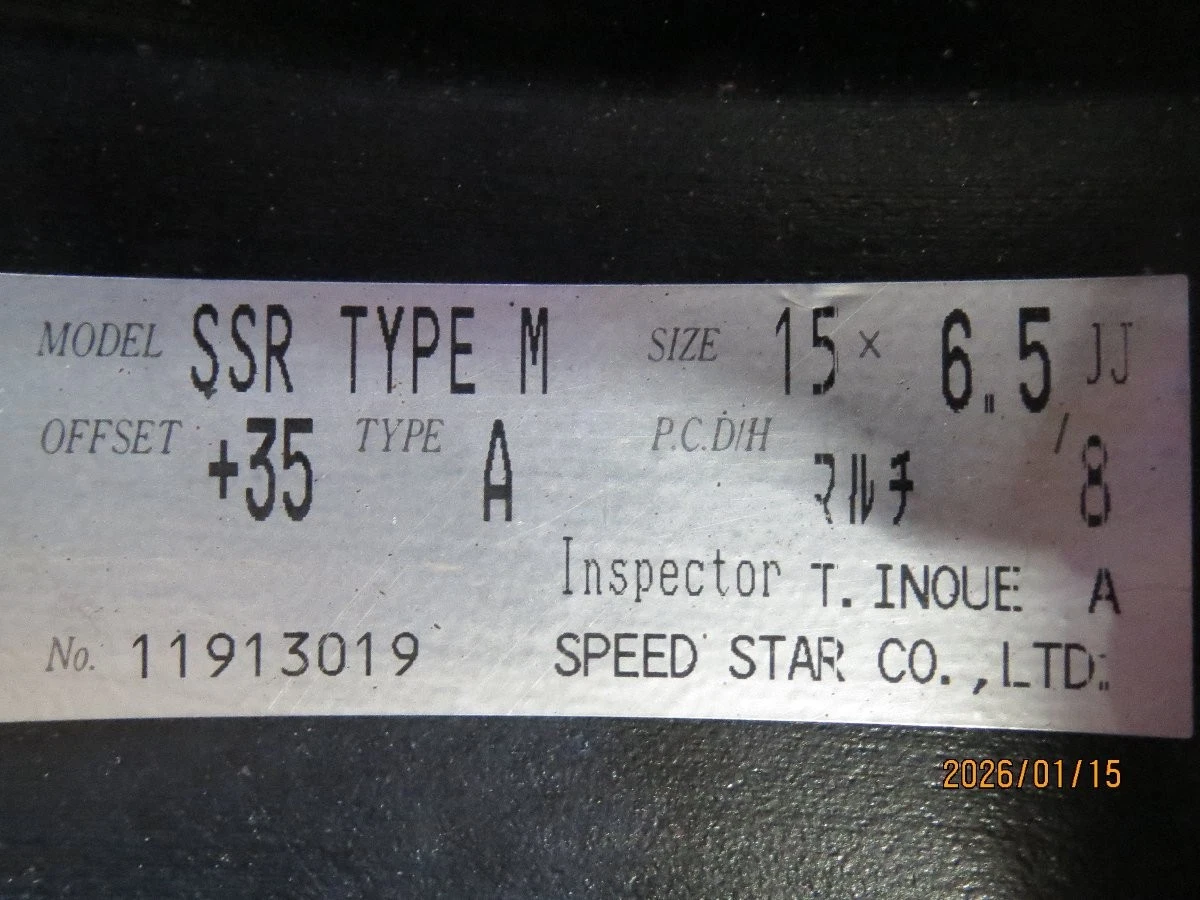 MODEL SSR TYPE M SIZE 15 × 6.5 JJ
OFFSET +35 TYPE A P.C.D/H マルチ / 8
Inspector T. INOUE A
No. 11913019 SPEED STAR CO.,LTD.
2026/01/15